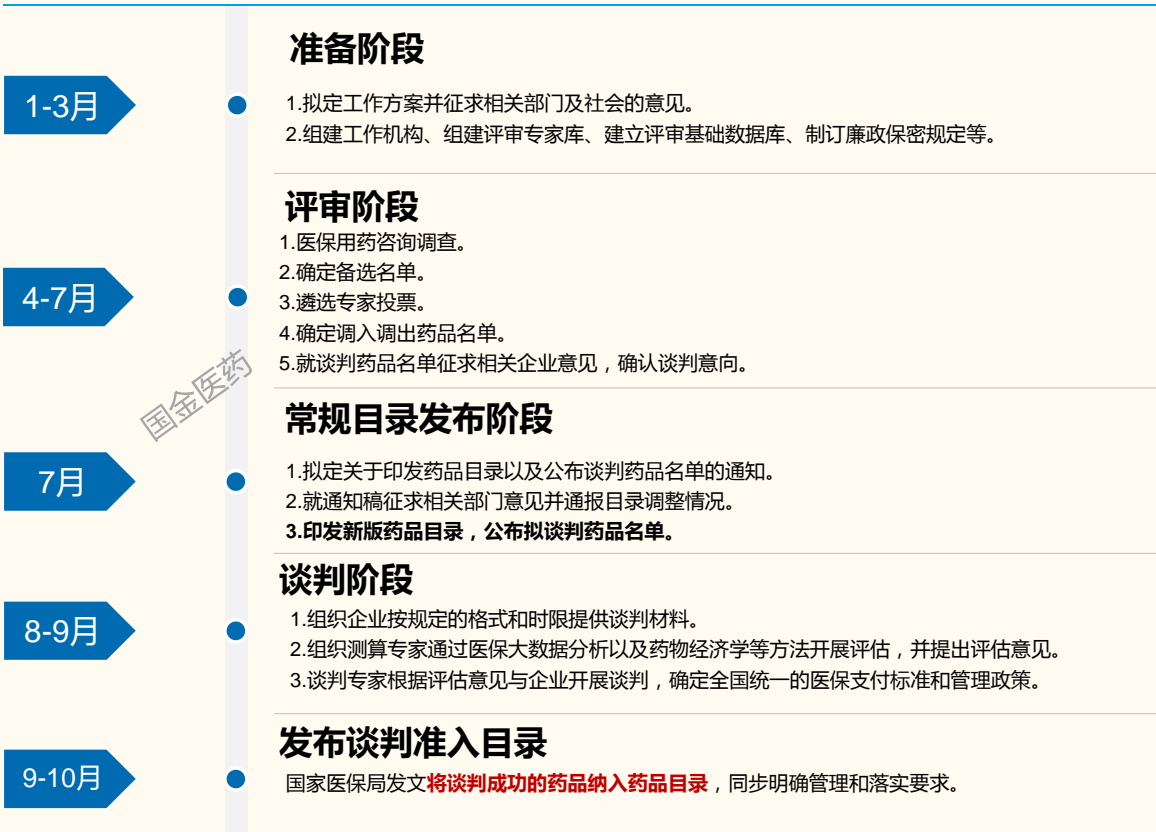 准备阶段
1-3月
1.拟定工作方案并征求相关部门及社会的意见。
2.组建工作机构、组建评审专家库、建立评审基础数据库、制订廉政保密规定等。
评审阶段
1.医保用药咨询调查。
2.确定备选名单。
4-7月
3.遴选专家投票。
4.确定调入调出药品名单。
5.就谈判药品名单征求相关企业意见，确认谈判意向。
国金医药
常规目录发布阶段
7月
1.拟定关于印发药品目录以及公布谈判药品名单的通知。
2.就通知稿征求相关部门意见并通报目录调整情况。
3.印发新版药品目录，公布拟谈判药品名单。
谈判阶段
8-9月
1.组织企业按规定的格式和时限提供谈判材料。
2.组织测算专家通过医保大数据分析以及药物经济学等方法开展评估，并提出评估意见。
3.谈判专家根据评估意见与企业开展谈判，确定全国统一的医保支付标准和管理政策。
发布谈判准入目录
9-10月
国家医保局发文将谈判成功的药品纳入药品目录，同步明确管理和落实要求。